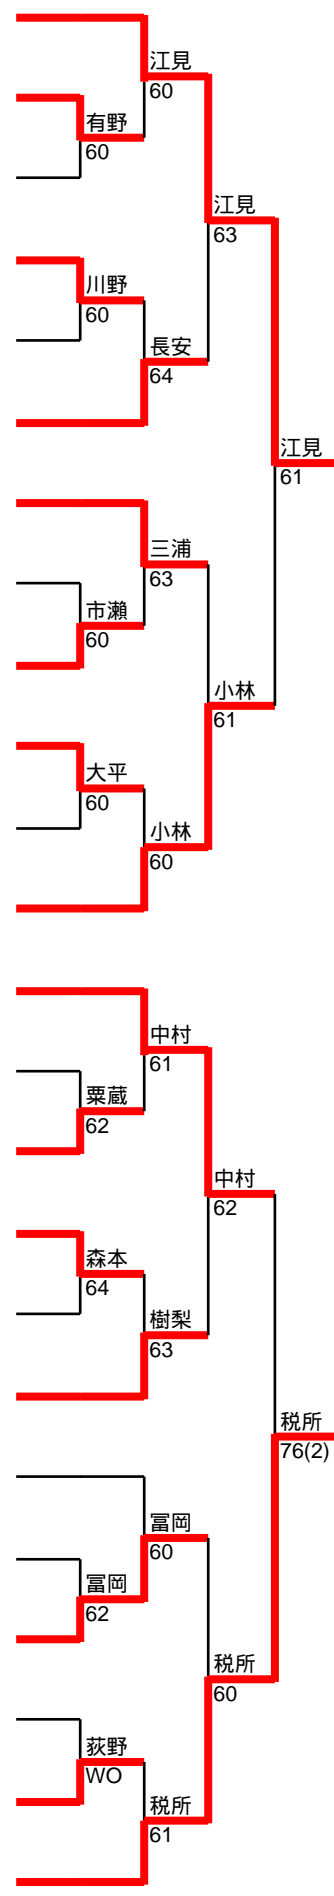 江見
60
有野
60
江見
63
川野
60
長安
64
江見
61
三浦
63
市瀬
60
小林
61
大平
60
小林
60
中村
61
粟蔵
62
中村
62
森本
64
樹梨
63
税所
76(2)
冨岡
60
冨岡
62
税所
60
荻野
WO
税所
61